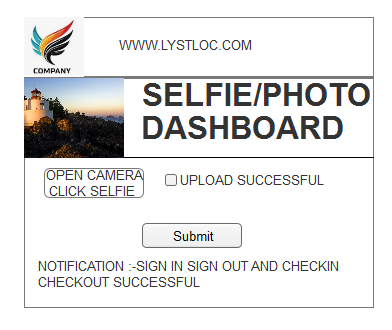 COMPANY
WWW.LYSTLOC.COM
SELFIE/PHOTO
DASHBOARD
OPEN CAMERA
CLICK SELFIE
UPLOAD SUCCESSFUL
Submit
NOTIFICATION :-SIGN IN SIGN OUT AND CHECKIN
CHECKOUT SUCCESSFUL